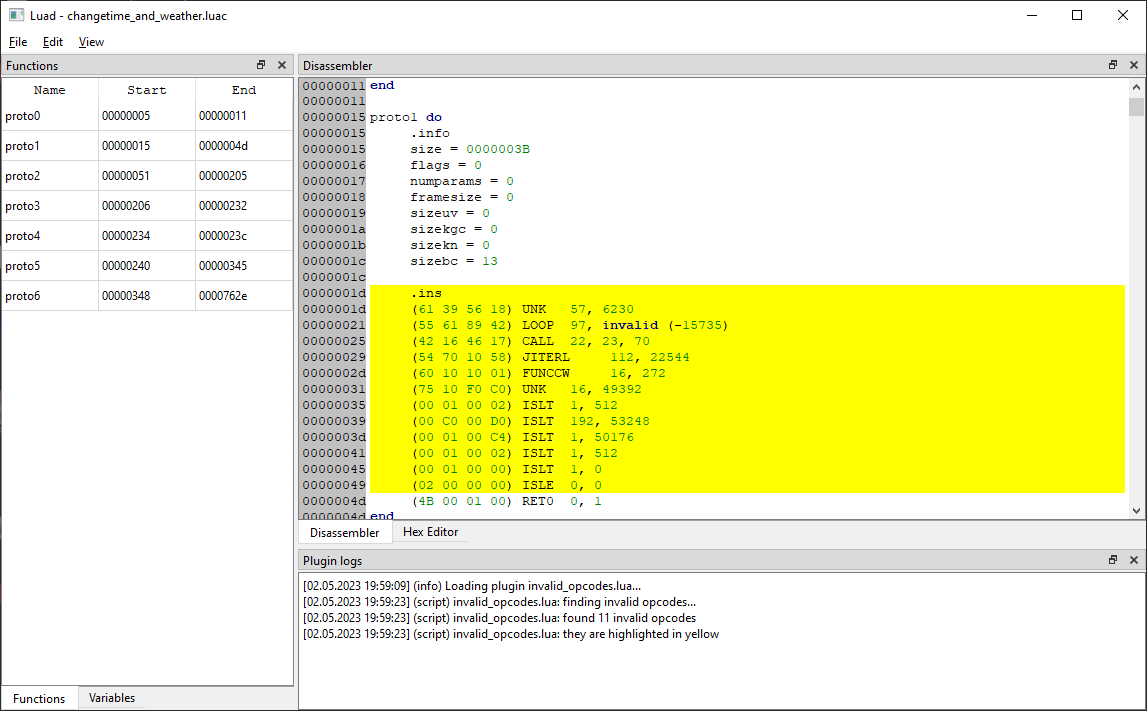 Luad - changetime_and_weather.luac
File Edit View
Functions
Name Start End
proto0 00000005 00000011
proto1 00000015 0000004d
proto2 00000051 00000205
proto3 00000206 00000232
proto4 00000234 0000023c
proto5 00000240 00000345
proto6 00000348 0000762e
Functions Variables
Disassembler
00000011 end
00000011
00000015 proto1 do
00000015 .info
00000015 size = 0000003B
00000016 flags = 0
00000017 numparams = 0
00000018 framesize = 0
00000019 sizeuv = 0
0000001a sizekgc = 0
0000001b sizekn = 0
0000001c sizebc = 13
0000001c
0000001d .ins
0000001d (61 39 56 18) UNK 57, 6230
00000021 (55 61 89 42) LOOP 97, invalid (-15735)
00000025 (42 16 46 17) CALL 22, 23, 70
00000029 (54 70 10 58) JITERL 112, 22544
0000002d (60 10 10 01) FUNCCW 16, 272
00000031 (75 10 F0 C0) UNK 16, 49392
00000035 (00 01 00 02) ISLT 1, 512
00000039 (00 C0 00 D0) ISLT 192, 53248
0000003d (00 01 00 C4) ISLT 1, 50176
00000041 (00 01 00 02) ISLT 1, 512
00000045 (00 01 00 00) ISLT 1, 0
00000049 (02 00 00 00) ISLE 0, 0
0000004d (4B 00 01 00) RET0 0, 1
0000004d end
Disassembler Hex Editor
Plugin logs
[02.05.2023 19:59:09] (info) Loading plugin invalid_opcodes.lua...
[02.05.2023 19:59:23] (script) invalid_opcodes.lua: finding invalid opcodes...
[02.05.2023 19:59:23] (script) invalid_opcodes.lua: found 11 invalid opcodes
[02.05.2023 19:59:23] (script) invalid_opcodes.lua: they are highlighted in yellow